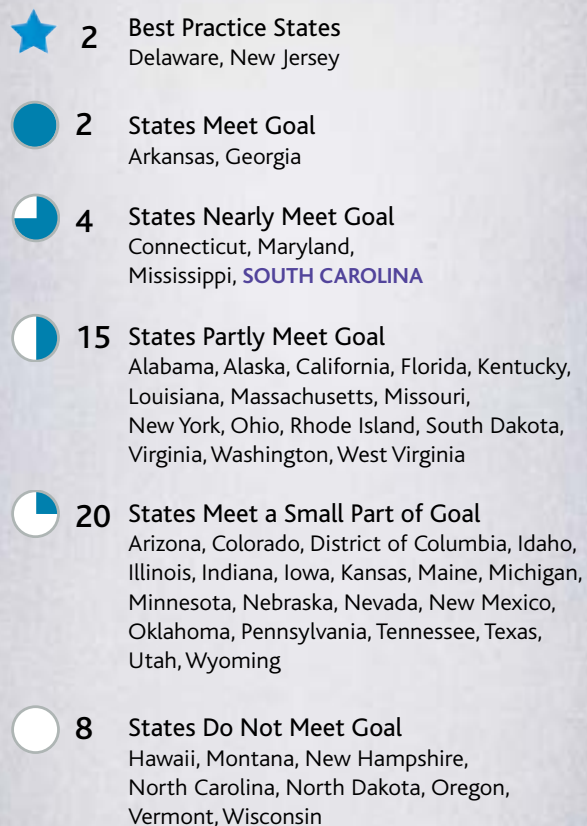 2 Best Practice States
Delaware, New Jersey
2 States Meet Goal
Arkansas, Georgia
4 States Nearly Meet Goal
Connecticut, Maryland,
Mississippi, SOUTH CAROLINA
15 States Partly Meet Goal
Alabama, Alaska, California, Florida, Kentucky,
Louisiana, Massachusetts, Missouri,
New York, Ohio, Rhode Island, South Dakota,
Virginia, Washington, West Virginia
20 States Meet a Small Part of Goal
Arizona, Colorado, District of Columbia, Idaho,
Illinois, Indiana, Iowa, Kansas, Maine, Michigan,
Minnesota, Nebraska, Nevada, New Mexico,
Oklahoma, Pennsylvania, Tennessee, Texas,
Utah, Wyoming
8 States Do Not Meet Goal
Hawaii, Montana, New Hampshire,
North Carolina, North Dakota, Oregon,
Vermont, Wisconsin